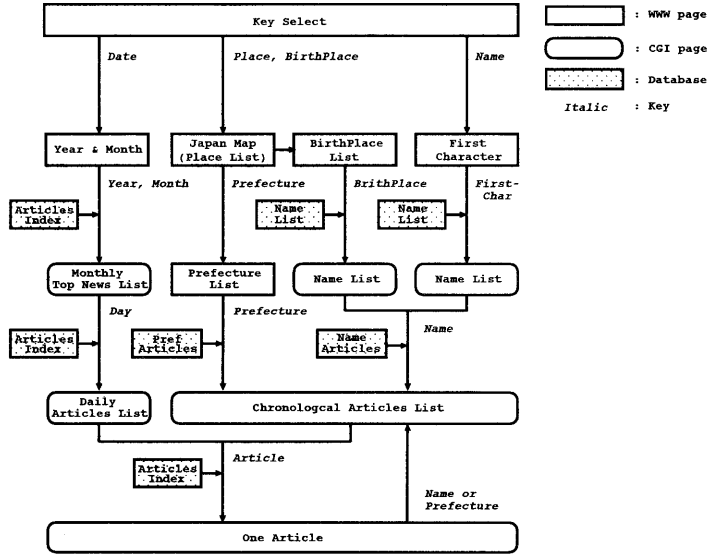 Key Select
: WWW page
: CGI page
: Database
Italic : Key
Date
Place, BirthPlace
Name
Year & Month
Japan Map
(Place List)
BirthPlace
List
First
Character
Year, Month
Prefecture
BrithPlace
First-
Char
Articles
Index
Name
List
Name
List
Monthly
Top News List
Prefecture
List
Name List
Name List
Day
Prefecture
Name
Articles
Index
Pref
Articles
Name
Articles
Daily
Articles List
Chronologcal Articles List
Article
Articles
Index
Name or
Prefecture
One Article